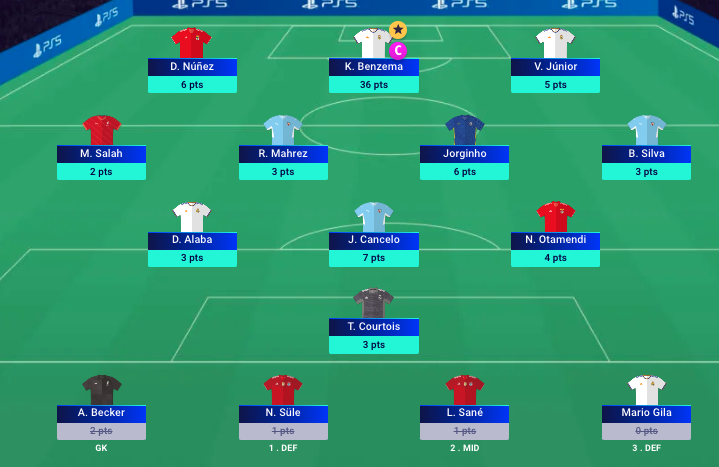 PS5
PS5
PS5
PS5
PS5
PS5
D. Núñez
6 pts
C
K. Benzema
36 pts
V. Júnior
5 pts
M. Salah
2 pts
R. Mahrez
3 pts
Jorginho
6 pts
B. Silva
3 pts
D. Alaba
3 pts
J. Cancelo
7 pts
N. Otamendi
4 pts
T. Courtois
3 pts
A. Becker
2 pts
GK
N. Süle
1 pts
1 . DEF
L. Sané
1 pts
2 . MID
Mario Gila
0 pts
3 . DEF